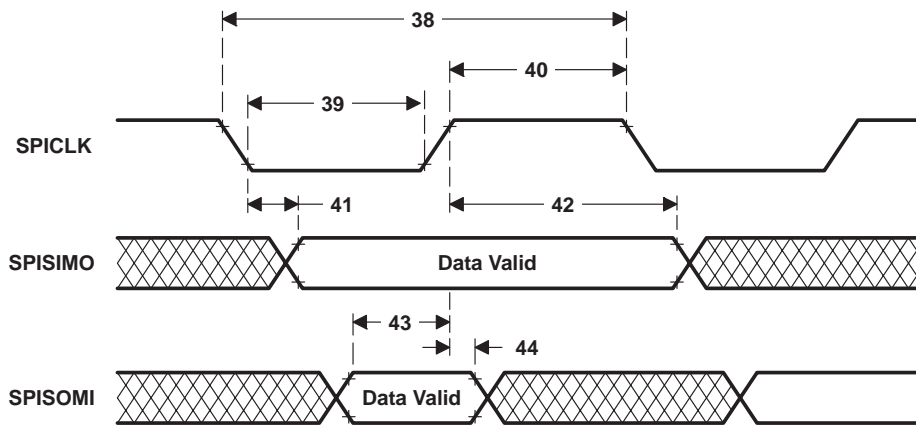 38
40
39
SPICLK
41
42
SPISIMO
Data Valid
43
44
SPISOMI
Data Valid